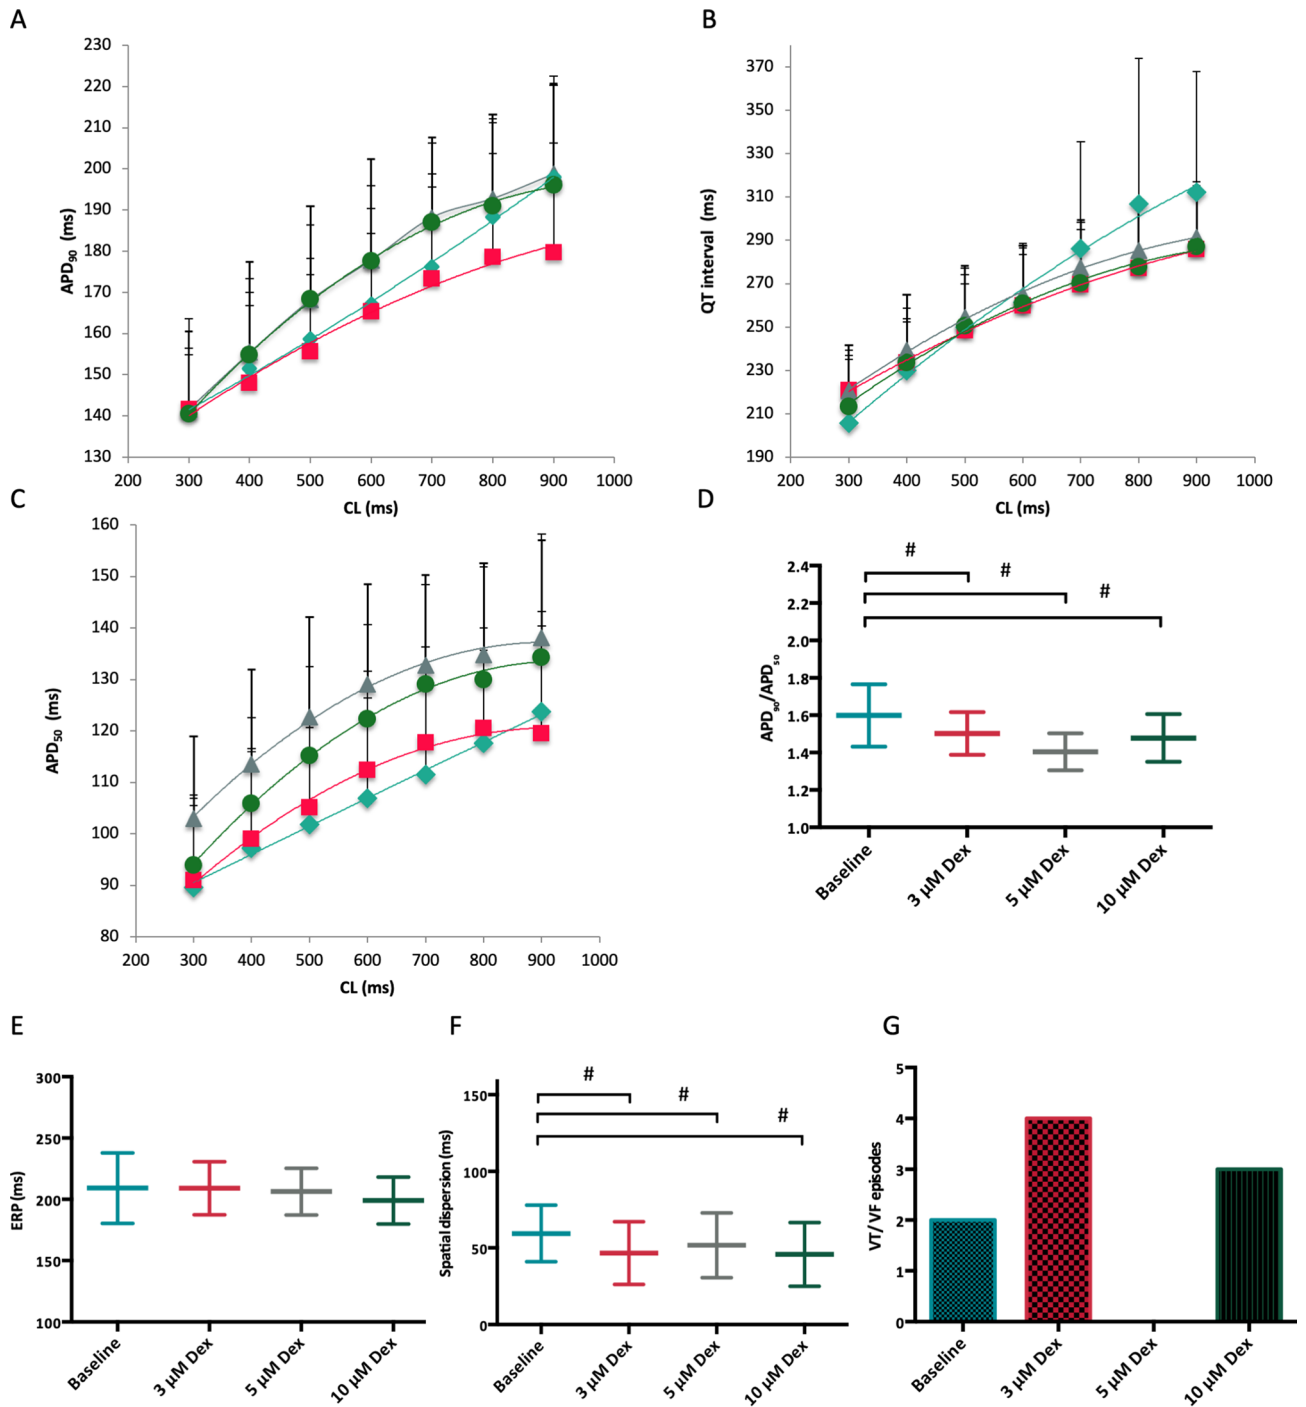 A
230
220
210
200
190
180
170
160
150
140
130
APD90 (ms)
200 300 400 500 600 700 800 900 1000
CL (ms)
B
370
350
330
310
290
270
250
230
210
190
QT interval (ms)
200 300 400 500 600 700 800 900 1000
CL (ms)
C
160
150
140
130
120
110
100
90
80
APD50 (ms)
200 300 400 500 600 700 800 900 1000
CL (ms)
D
#
#
#
2.4
2.2
2.0
1.8
1.6
1.4
1.2
1.0
APD90/APD50
Baseline
3 µM Dex
5 µM Dex
10 µM Dex
E
300
250
200
150
100
ERP (ms)
Baseline
3 µM Dex
5 µM Dex
10 µM Dex
F
#
#
#
150
100
50
0
Spatial dispersion (ms)
Baseline
3 µM Dex
5 µM Dex
10 µM Dex
G
5
4
3
2
1
0
VT/ VF episodes
Baseline
3 µM Dex
5 µM Dex
10 µM Dex